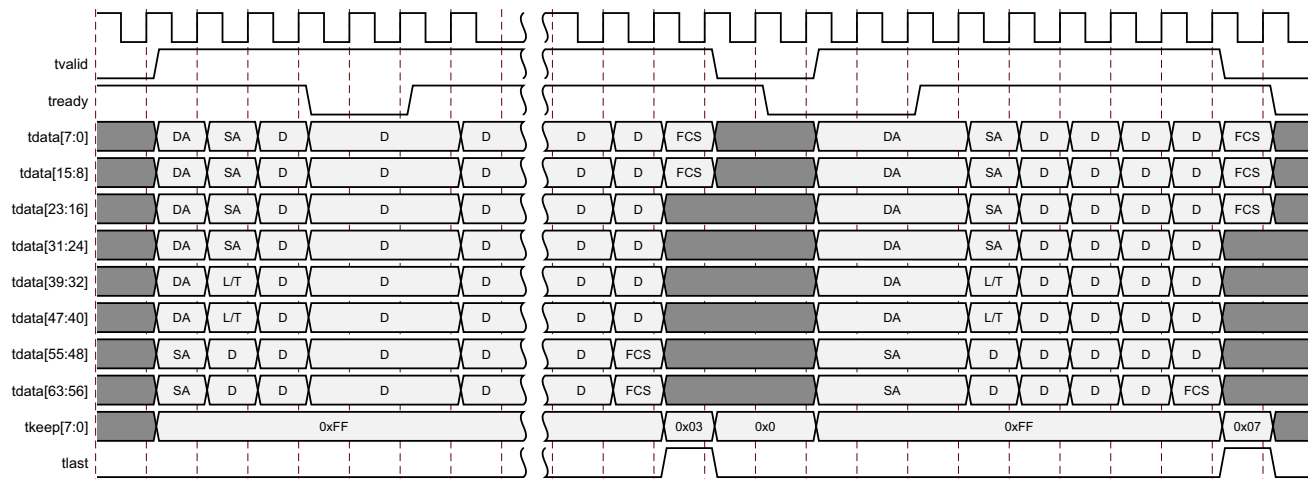 tvalid
tready
tdata[7:0] DA SA D D D D D FCS DA SA D D D D FCS
tdata[15:8] DA SA D D D D D FCS DA SA D D D D FCS
tdata[23:16] DA SA D D D D D DA SA D D D D FCS
tdata[31:24] DA SA D D D D D DA SA D D D D
tdata[39:32] DA L/T D D D D D DA L/T D D D D
tdata[47:40] DA L/T D D D D D DA L/T D D D D
tdata[55:48] SA D D D D D FCS SA D D D D D
tdata[63:56] SA D D D D D FCS SA D D D D FCS
tkeep[7:0] 0xFF 0x03 0x0 0xFF 0x07
tlast